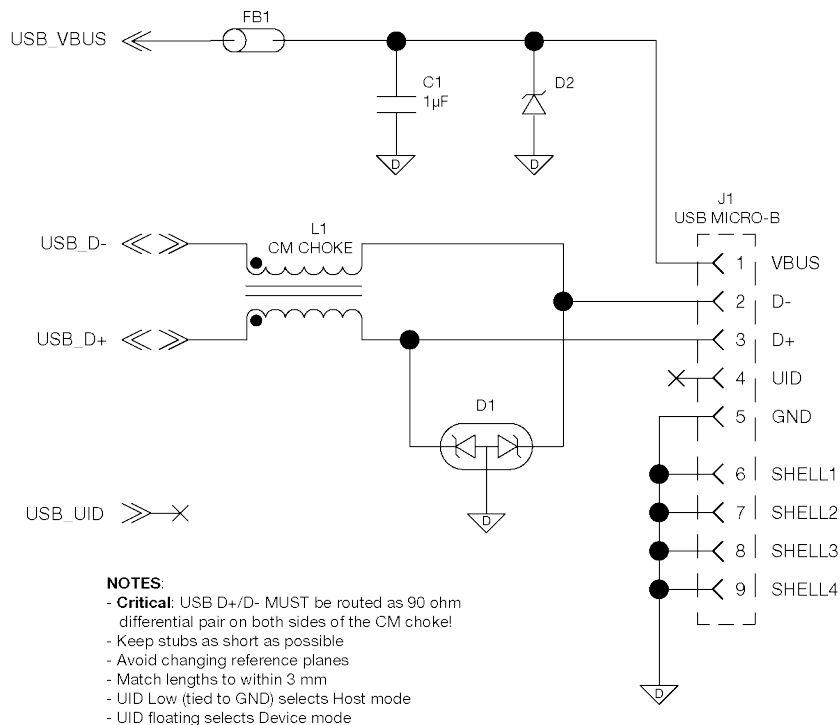 FB1
USB_VBUS
C1
1µF
D2
D
D
J1
USB MICRO-B
L1
CM CHOKE
USB_D-
1 VBUS
2 D-
USB_D+
3 D+
4 UID
D1
5 GND
6 SHELL1
USB_UID
D
7 SHELL2
8 SHELL3
9 SHELL4
NOTES:
- Critical: USB D+/D- MUST be routed as 90 ohm
differential pair on both sides of the CM choke!
- Keep stubs as short as possible
- Avoid changing reference planes
- Match lengths to within 3 mm
- UID Low (tied to GND) selects Host mode
- UID floating selects Device mode
D